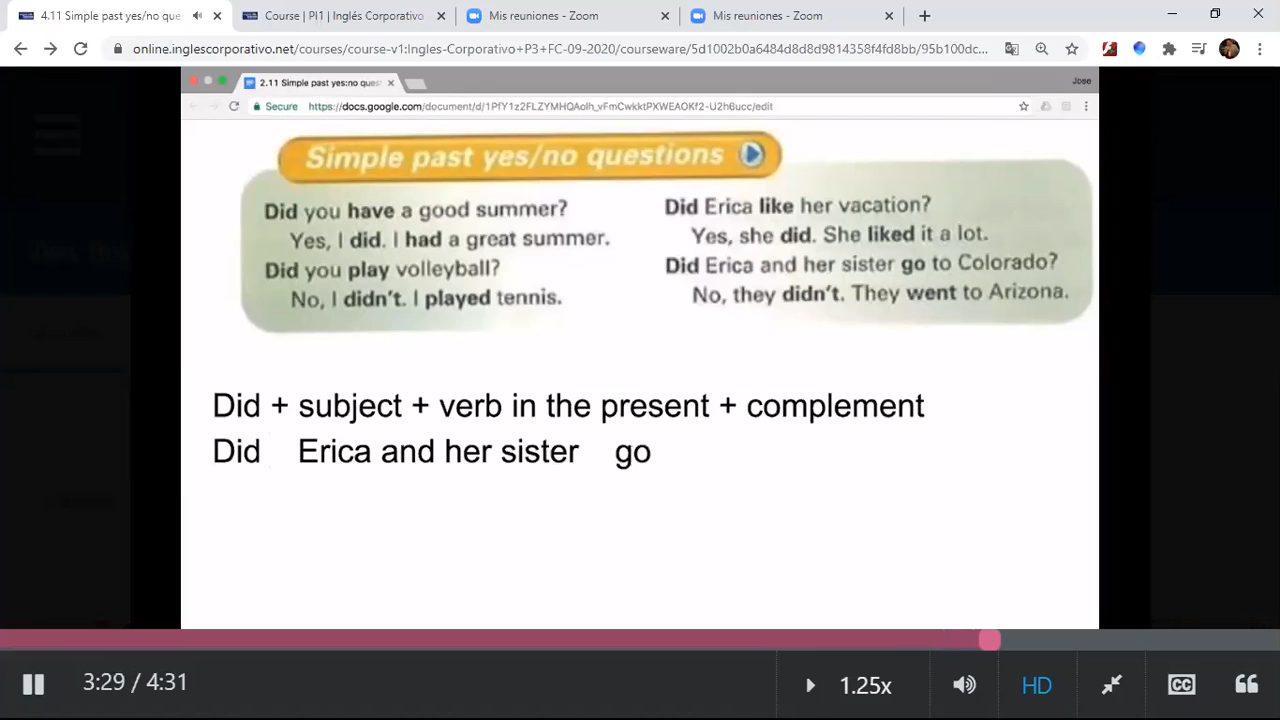 4.11 Simple past yes/no ques
Course | PI1 | Inglés Corporativo
Mis reuniones - Zoom
Mis reuniones - Zoom
online.inglescorporativo.net/courses/course-v1:Ingles-Corporativo+P3+FC-09-2020/courseware/5d1002b0a6484d8d8d9814358f4fd8bb/95b100dc...
2.11 Simple past yes:no ques
Jose
Secure https://docs.google.com/document/d/1PfY1z2FLZYMHQAolh_vFmCwkktPXWEAOKf2-U2h6ucc/edit
Simple past yes/no questions
Did you have a good summer?
Yes, I did. I had a great summer.
Did you play volleyball?
No, I didn't. I played tennis.
Did Erica like her vacation?
Yes, she did. She liked it a lot.
Did Erica and her sister go to Colorado?
No, they didn't. They went to Arizona.
Did + subject + verb in the present + complement
Did Erica and her sister go
3:29 / 4:31
1.25x
HD
CC